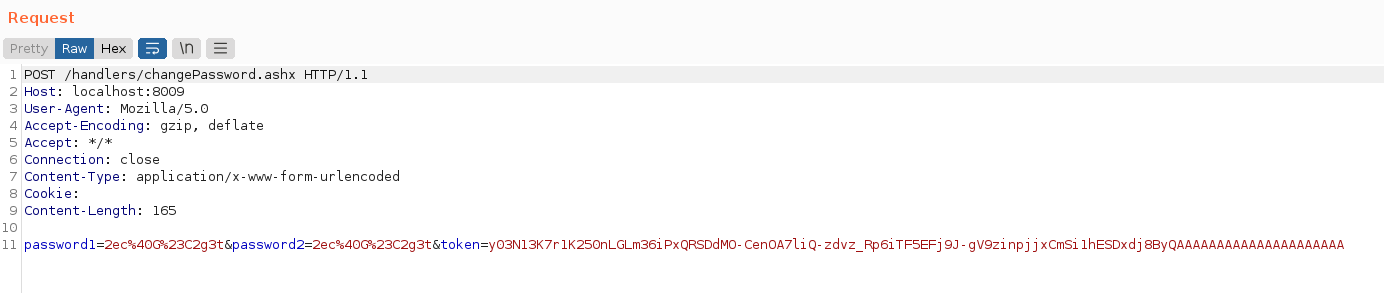 Request
Pretty Raw Hex \n
1 POST /handlers/changePassword.ashx HTTP/1.1
2 Host: localhost:8009
3 User-Agent: Mozilla/5.0
4 Accept-Encoding: gzip, deflate
5 Accept: */*
6 Connection: close
7 Content-Type: application/x-www-form-urlencoded
8 Cookie:
9 Content-Length: 165
10
11 password1=2ec%40G%23C2g3t&password2=2ec%40G%23C2g3t&token=y03N13K7r1K250nLGLm36iPxQRSDdMO-CenOA7liQ-zdvz_Rp6iTF5EFj9J-gV9zinpjjxCmSi1hESDxdj8ByQAAAAAAAAAAAAAAAAAAAAA